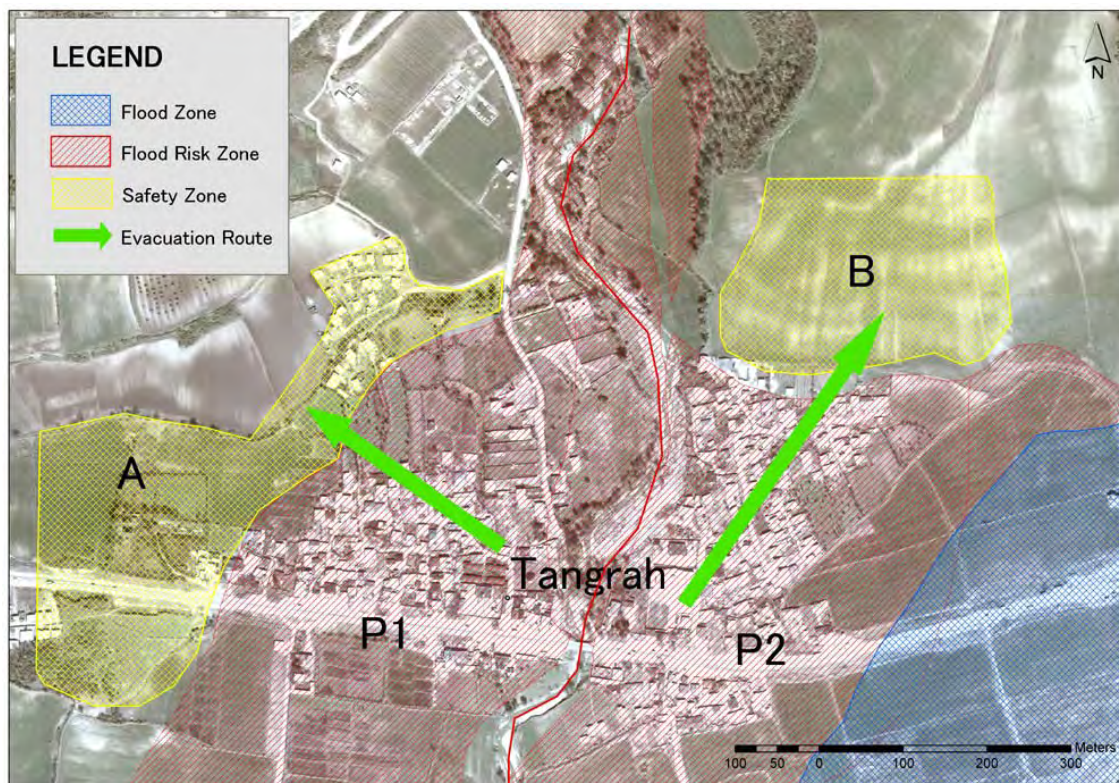 LEGEND
Flood Zone
Flood Risk Zone
Safety Zone
Evacuation Route
N
B
A
Tangrah
P1
P2
Meters
100 50 0 100 200 300